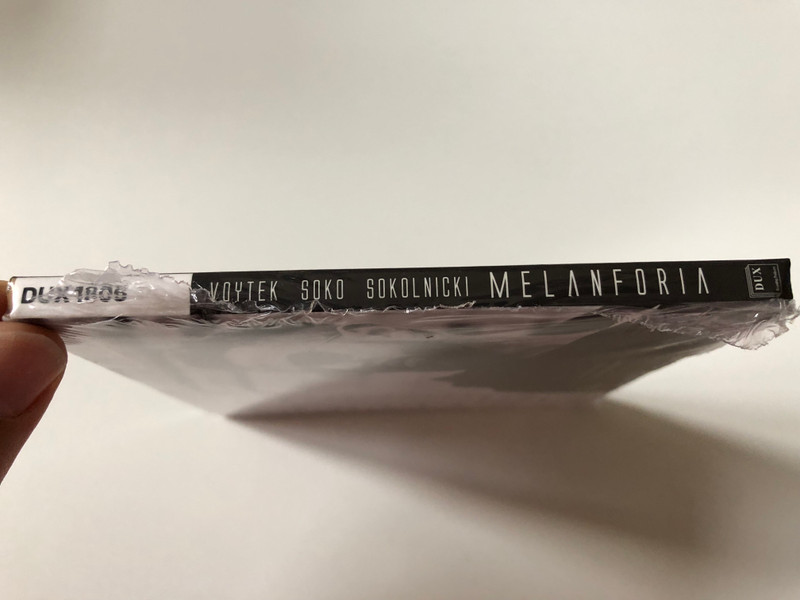 DUX 1806
VOYTEK SOKO SOKOLNICKI MELANFORIA
DUX